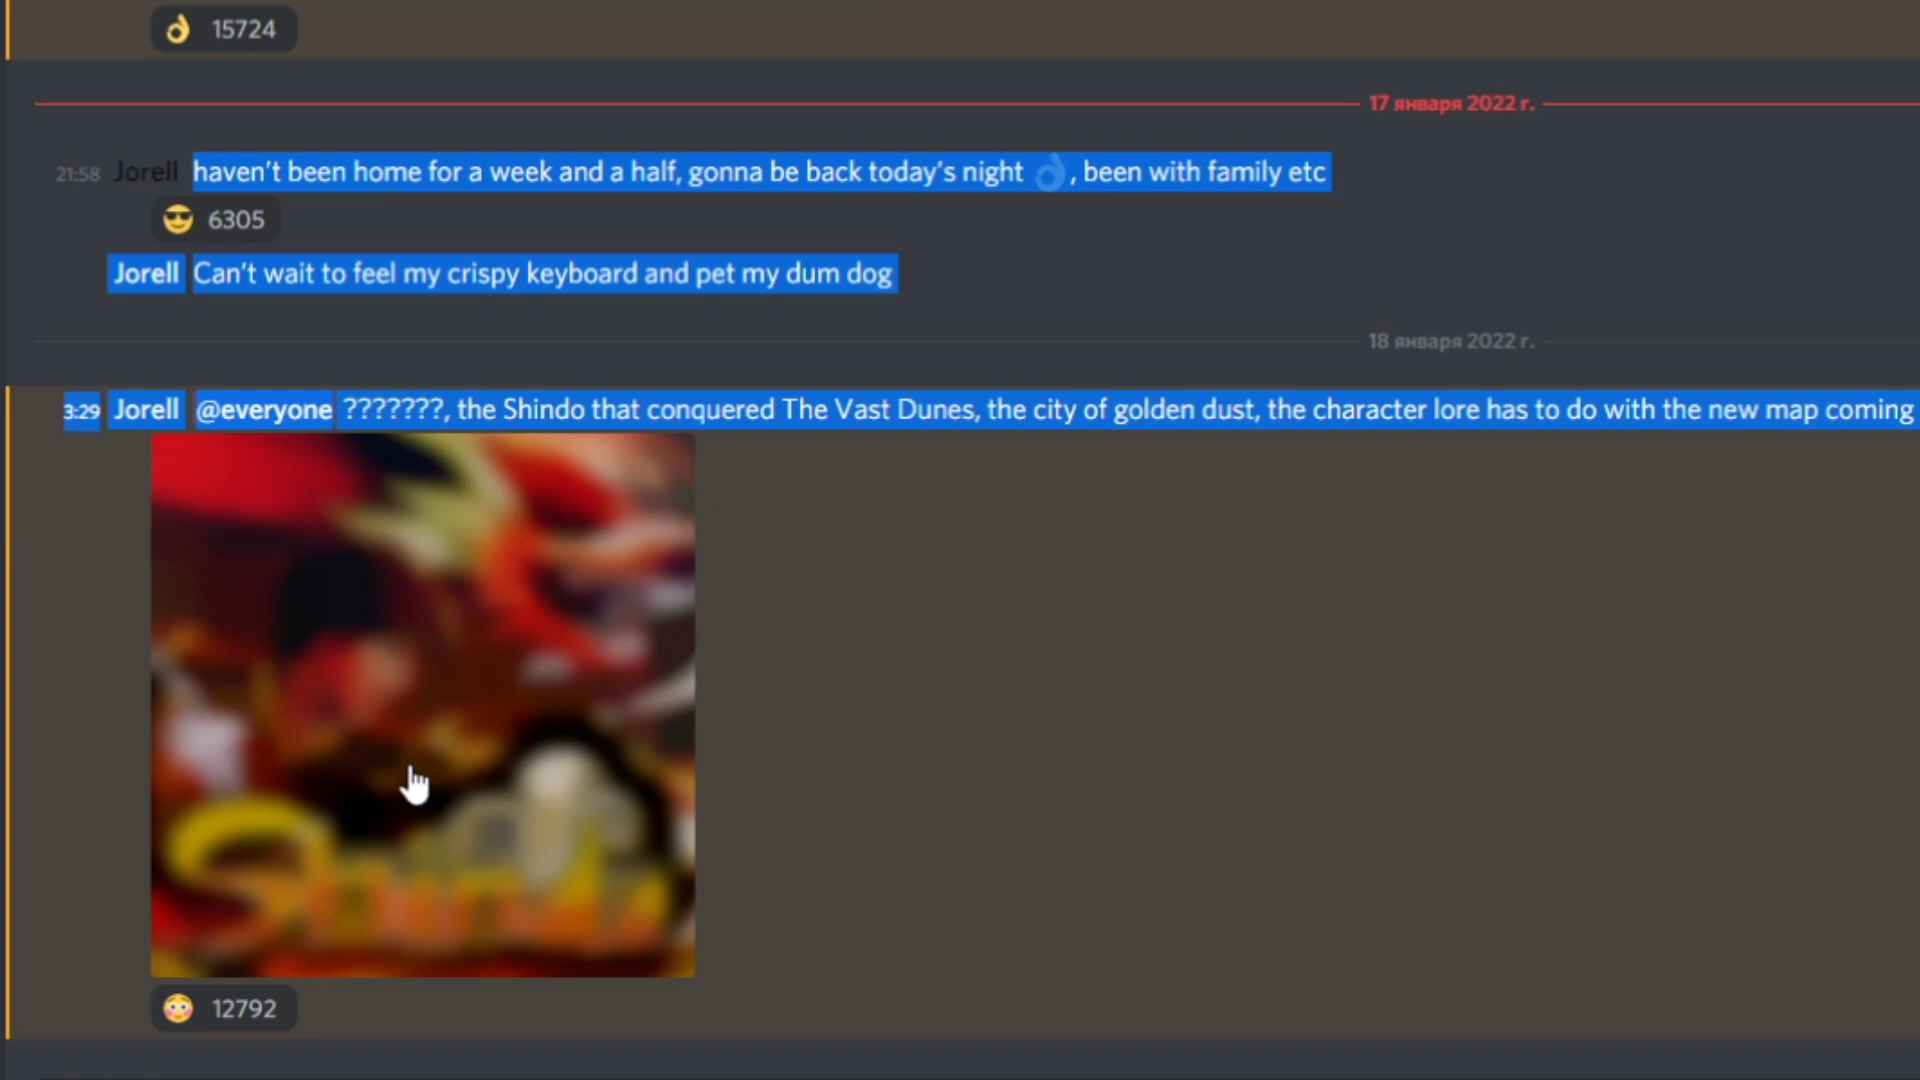 👌 15724
17 января 2022 г.
21:58 Jorell haven't been home for a week and a half, gonna be back today's night 👌, been with family etc
😎 6305
Jorell Can't wait to feel my crispy keyboard and pet my dum dog
18 января 2022 г.
3:29 Jorell @everyone ???????, the Shindo that conquered The Vast Dunes, the city of golden dust, the character lore has to do with the new map coming
😳 12792